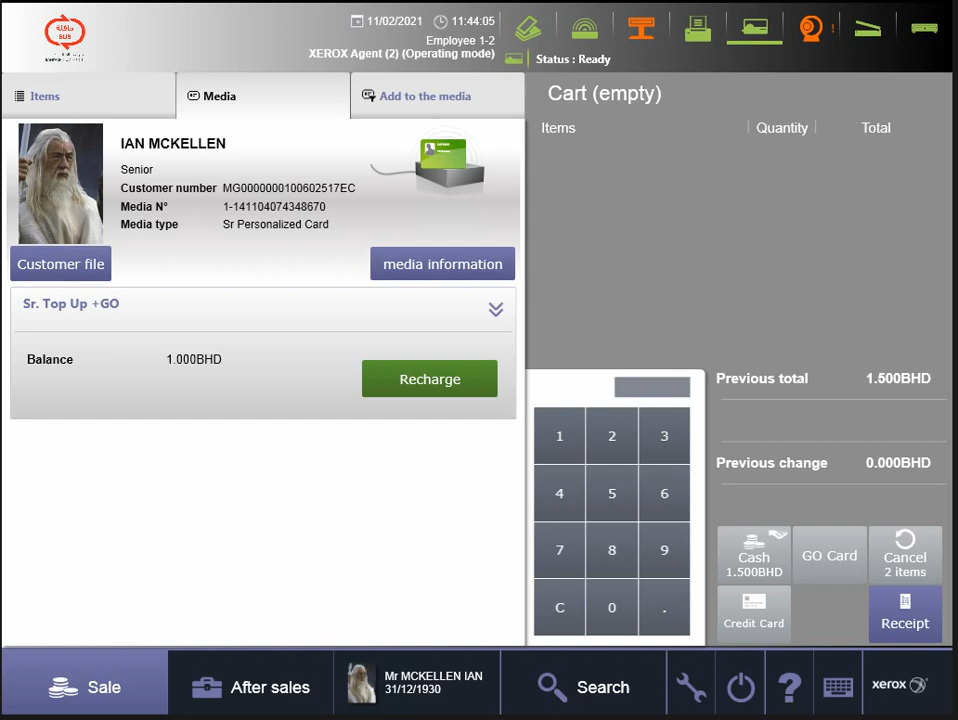 حافلة
BUS
11/02/2021 11:44:05
Employee 1-2
XEROX Agent (2) (Operating mode)
Status : Ready
Items
Media
Add to the media
Cart (empty)
Items Quantity Total
IAN MCKELLEN
Senior
Customer number MG0000000100602517EC
Media N° 1-141104074348670
Media type Sr Personalized Card
Customer file
media information
Sr. Top Up +GO
Balance 1.000BHD
Recharge
Previous total 1.500BHD
Previous change 0.000BHD
1 2 3
4 5 6
7 8 9
C 0 .
Cash
1.500BHD
GO Card
Cancel
2 items
Credit Card
Receipt
Sale
After sales
Mr MCKELLEN IAN
31/12/1930
Search
?
xerox